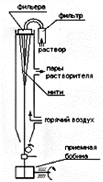 фильера
фильтр
раствор
пары
растворителя
нити
горячий воздух
приемная
бобина